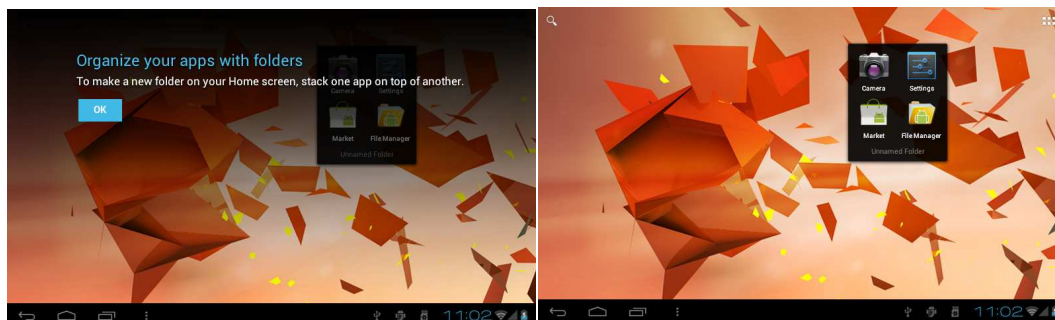 Organize your apps with folders
To make a new folder on your Home screen, stack one app on top of another.
OK
Camera Settings
Market File Manager
Unnamed Folder
11:02
Camera Settings
Market File Manager
Unnamed Folder
11:02